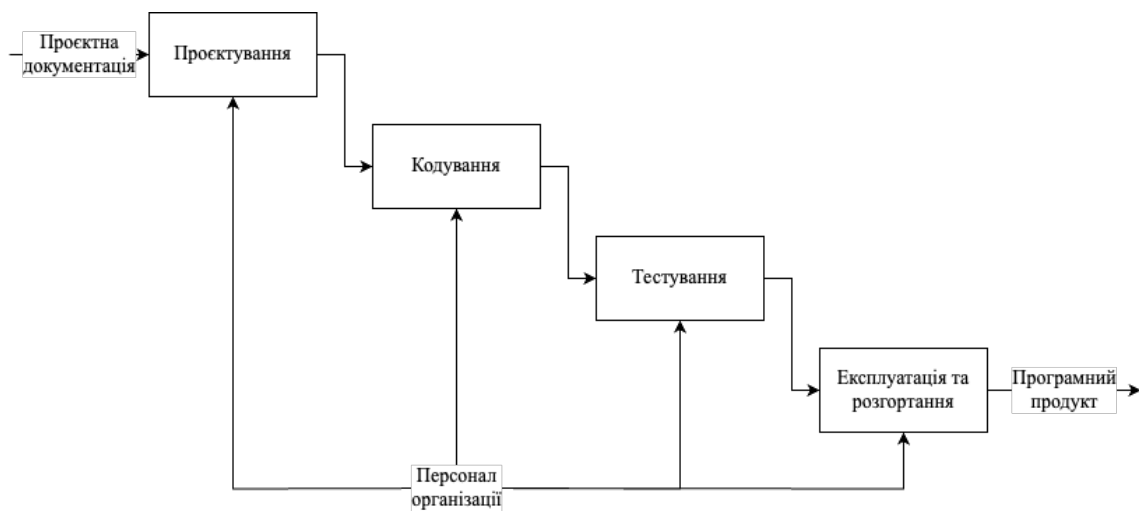 Проєктна
документація
Проєктування
Кодування
Тестування
Експлуатація та
розгортання
Програмний
продукт
Персонал
організації